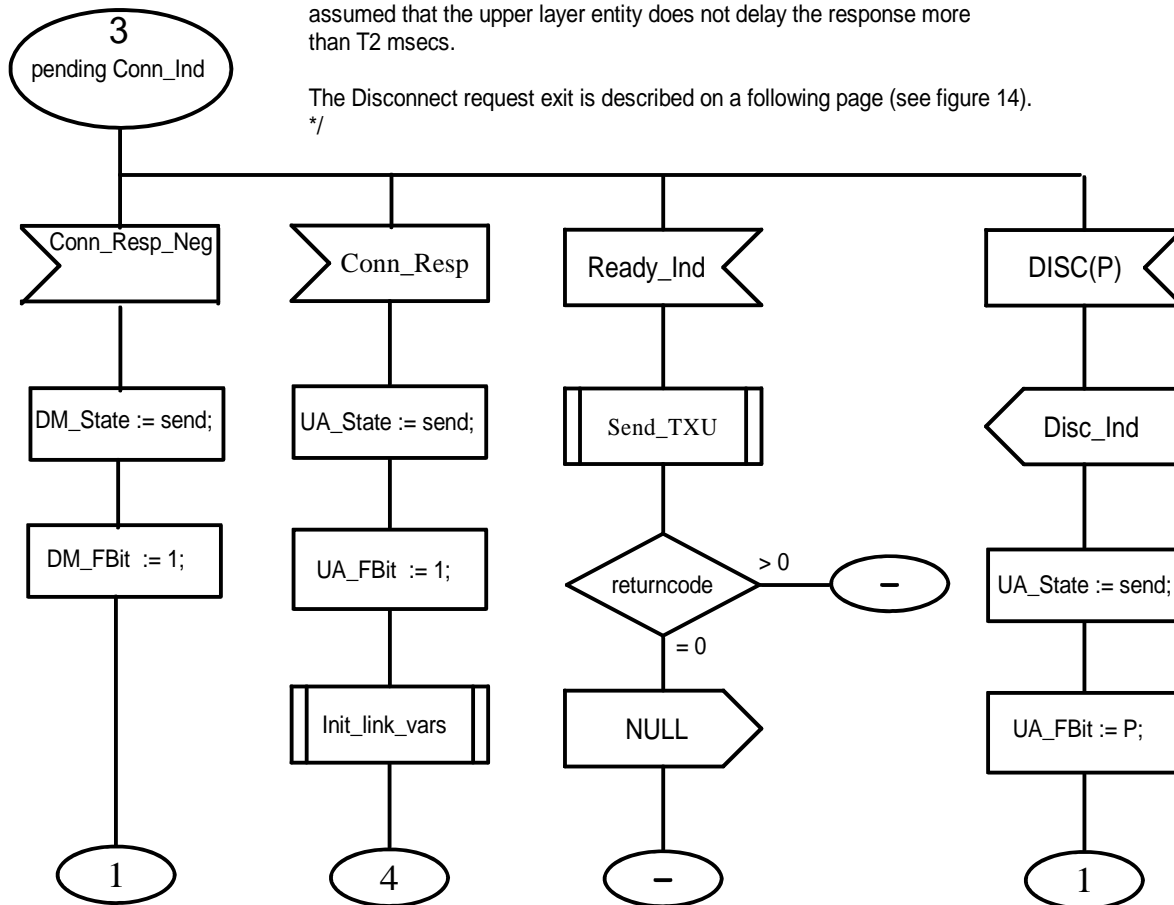 assumed that the upper layer entity does not delay the response more
than T2 msecs.
The Disconnect request exit is described on a following page (see figure 14).
*/
3
pending Conn_Ind
Conn_Resp_Neg
DM_State := send;
DM_FBit := 1;
1
Conn_Resp
UA_State := send;
UA_FBit := 1;
Init_link_vars
4
Ready_Ind
Send_TXU
returncode
> 0
–
= 0
NULL
–
DISC(P)
Disc_Ind
UA_State := send;
UA_FBit := P;
1